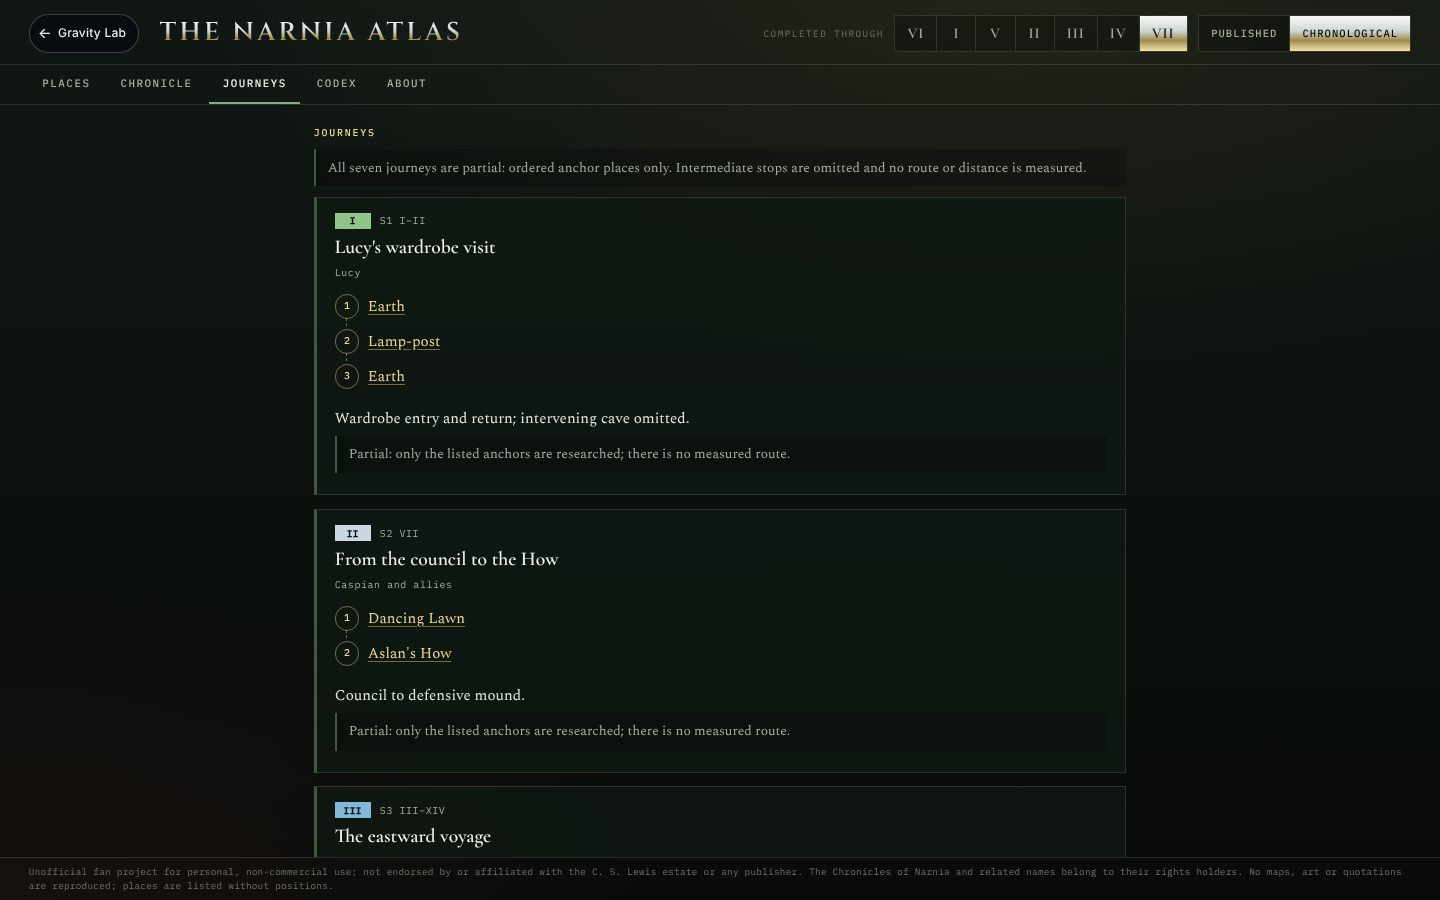 ← Gravity Lab
THE NARNIA ATLAS
COMPLETED THROUGH
VI I V II III IV VII
PUBLISHED CHRONOLOGICAL
PLACES CHRONICLE JOURNEYS CODEX ABOUT
JOURNEYS
All seven journeys are partial: ordered anchor places only. Intermediate stops are omitted and no route or distance is measured.
I S1 I–II
Lucy's wardrobe visit
Lucy
1 Earth
2 Lamp-post
3 Earth
Wardrobe entry and return; intervening cave omitted.
Partial: only the listed anchors are researched; there is no measured route.
II S2 VII
From the council to the How
Caspian and allies
1 Dancing Lawn
2 Aslan's How
Council to defensive mound.
Partial: only the listed anchors are researched; there is no measured route.
III S3 III–XIV
The eastward voyage
Unofficial fan project for personal, non-commercial use; not endorsed by or affiliated with the C. S. Lewis estate or any publisher. The Chronicles of Narnia and related names belong to their rights holders. No maps, art or quotations
are reproduced; places are listed without positions.